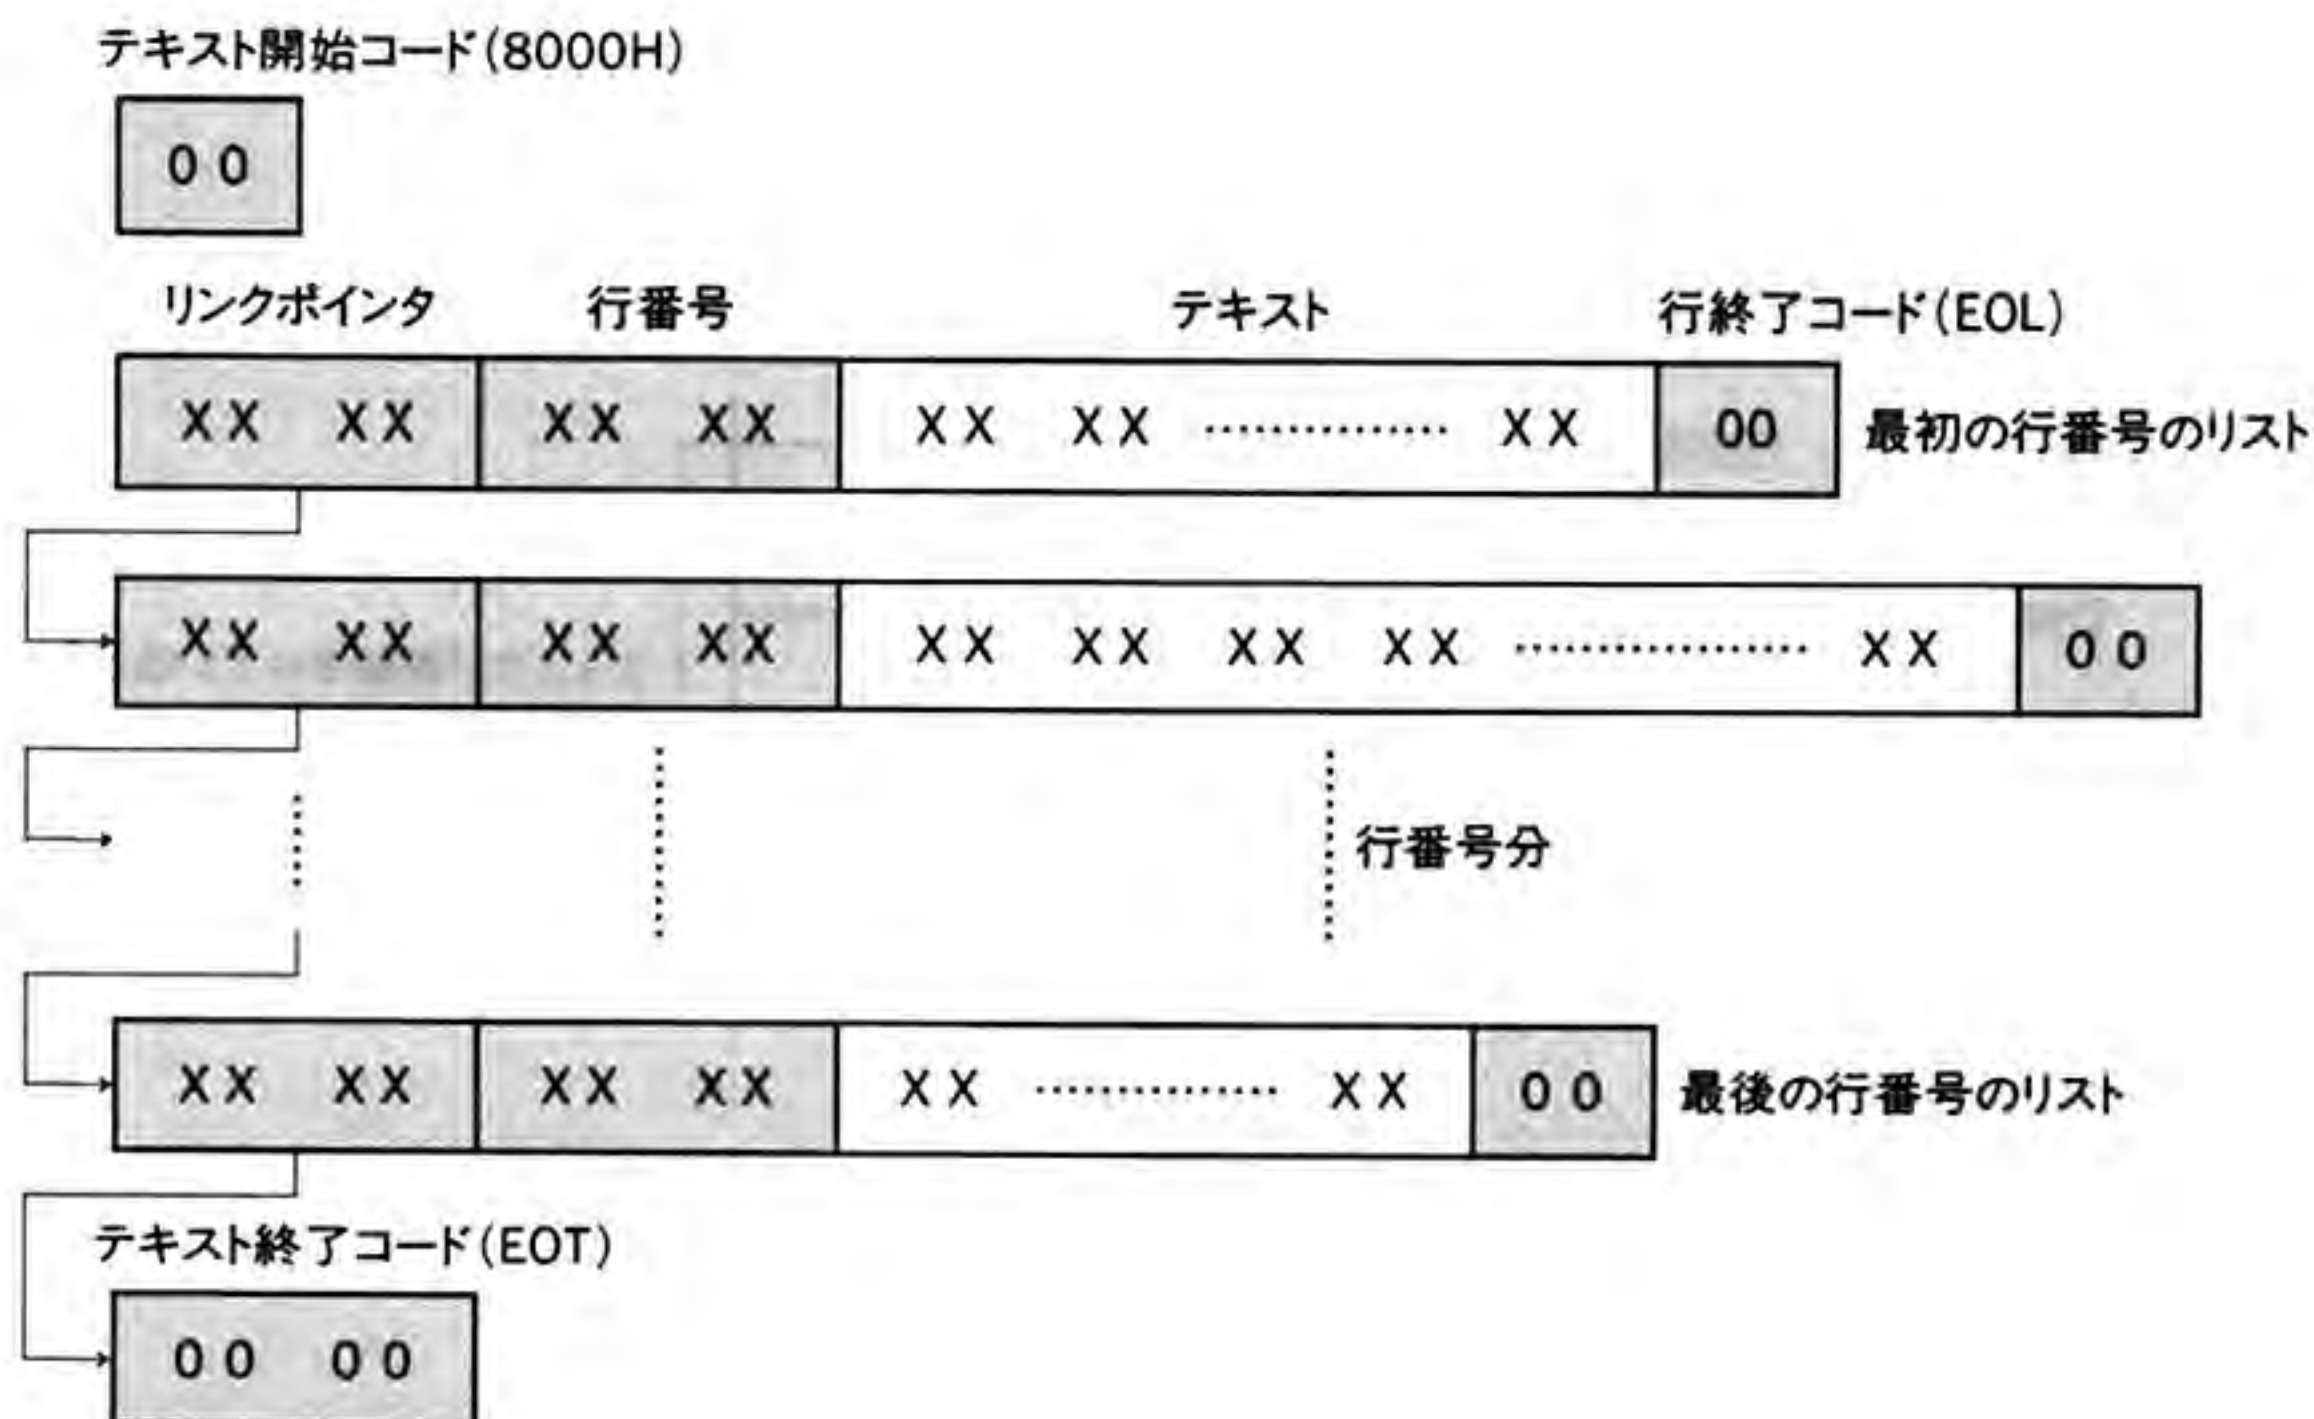 テキスト開始コード(8000H)
00
リンクポインタ 行番号 テキスト 行終了コード(EOL)
XX XX XX XX XX XX ............... XX 00 最初の行番号のリスト
XX XX XX XX XX XX XX XX .................. XX 00
行番号分
XX XX XX XX XX ............... XX 00 最後の行番号のリスト
テキスト終了コード(EOT)
00 00